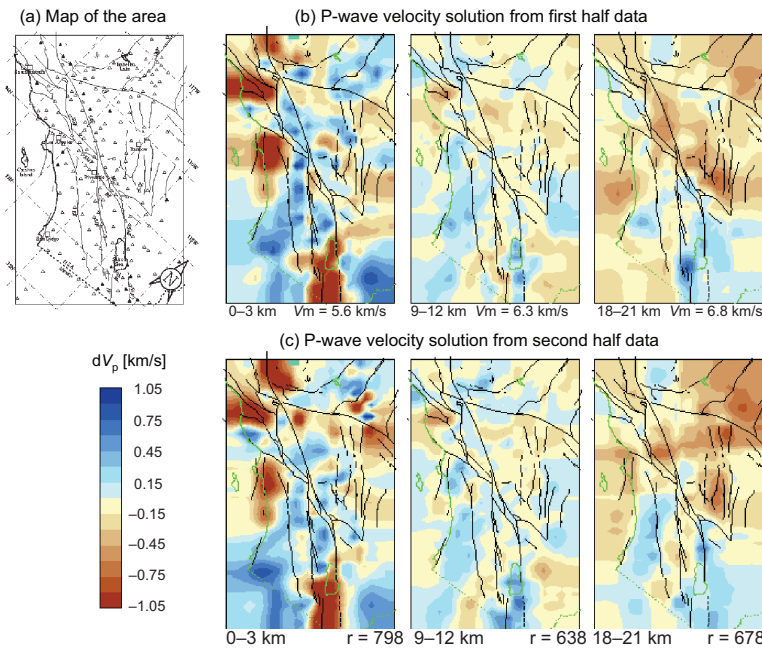 (a) Map of the area
(b) P-wave velocity solution from first half data
0–3 km Vm = 5.6 km/s
9–12 km Vm = 6.3 km/s
18–21 km Vm = 6.8 km/s
(c) P-wave velocity solution from second half data
dVp [km/s]
1.05
0.75
0.45
0.15
–0.15
–0.45
–0.75
–1.05
0–3 km r = 798
9–12 km r = 638
18–21 km r = 678